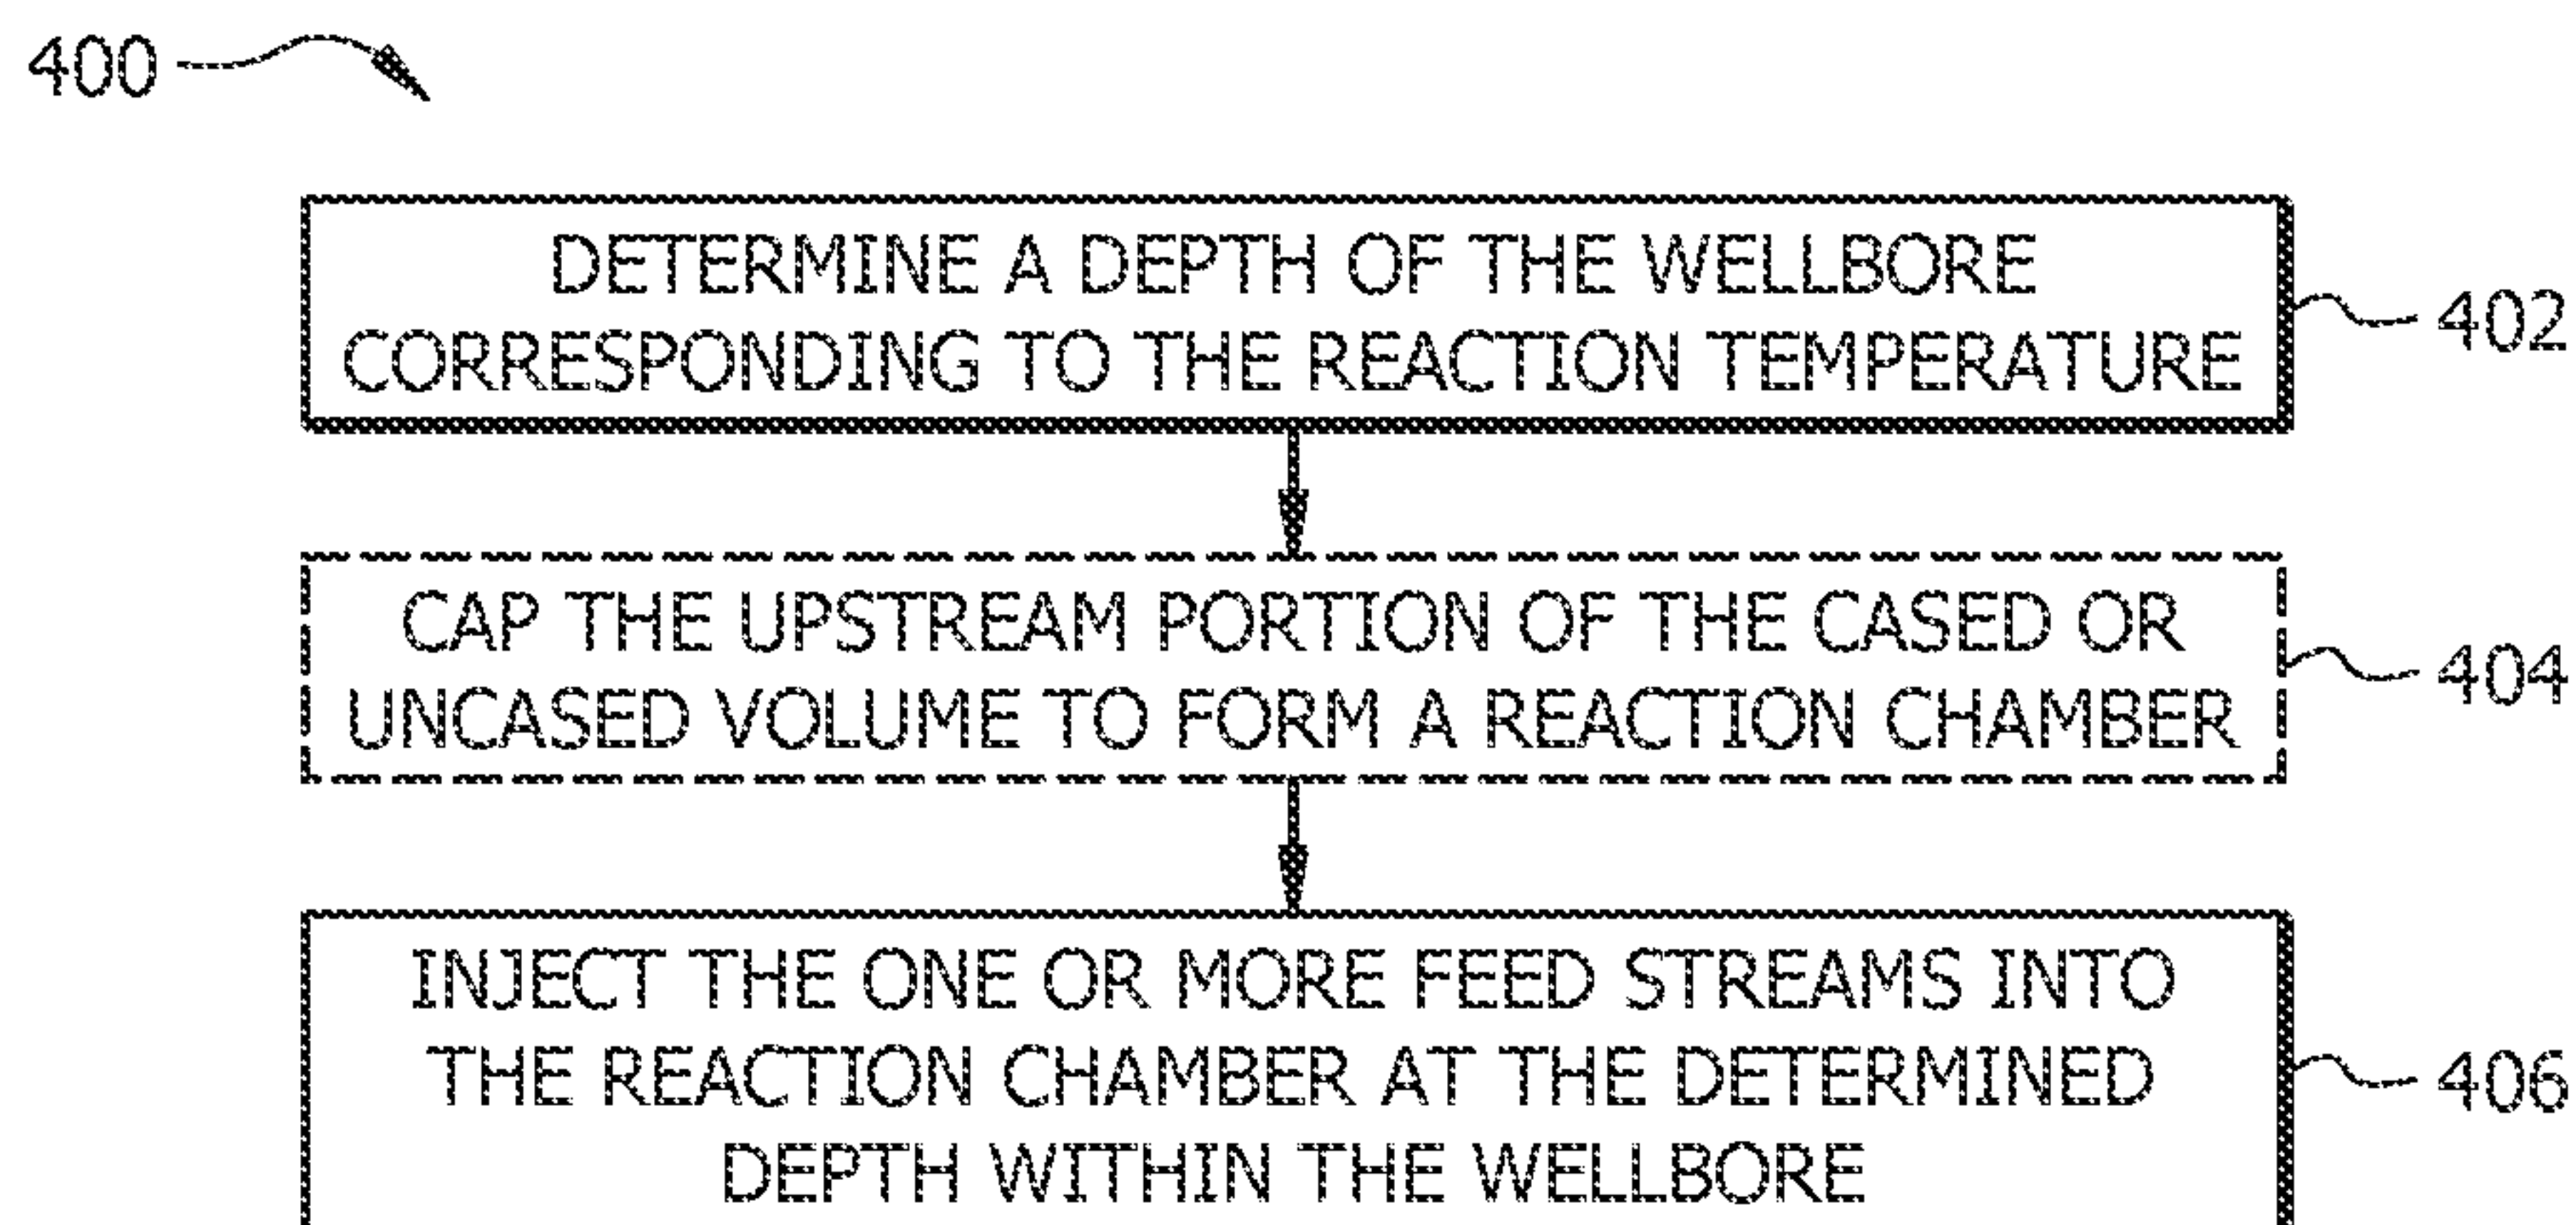 400
DETERMINE A DEPTH OF THE WELLBORE
CORRESPONDING TO THE REACTION TEMPERATURE
402
CAP THE UPSTREAM PORTION OF THE CASED OR
UNCASED VOLUME TO FORM A REACTION CHAMBER
404
INJECT THE ONE OR MORE FEED STREAMS INTO
THE REACTION CHAMBER AT THE DETERMINED
DEPTH WITHIN THE WELLBORE
406